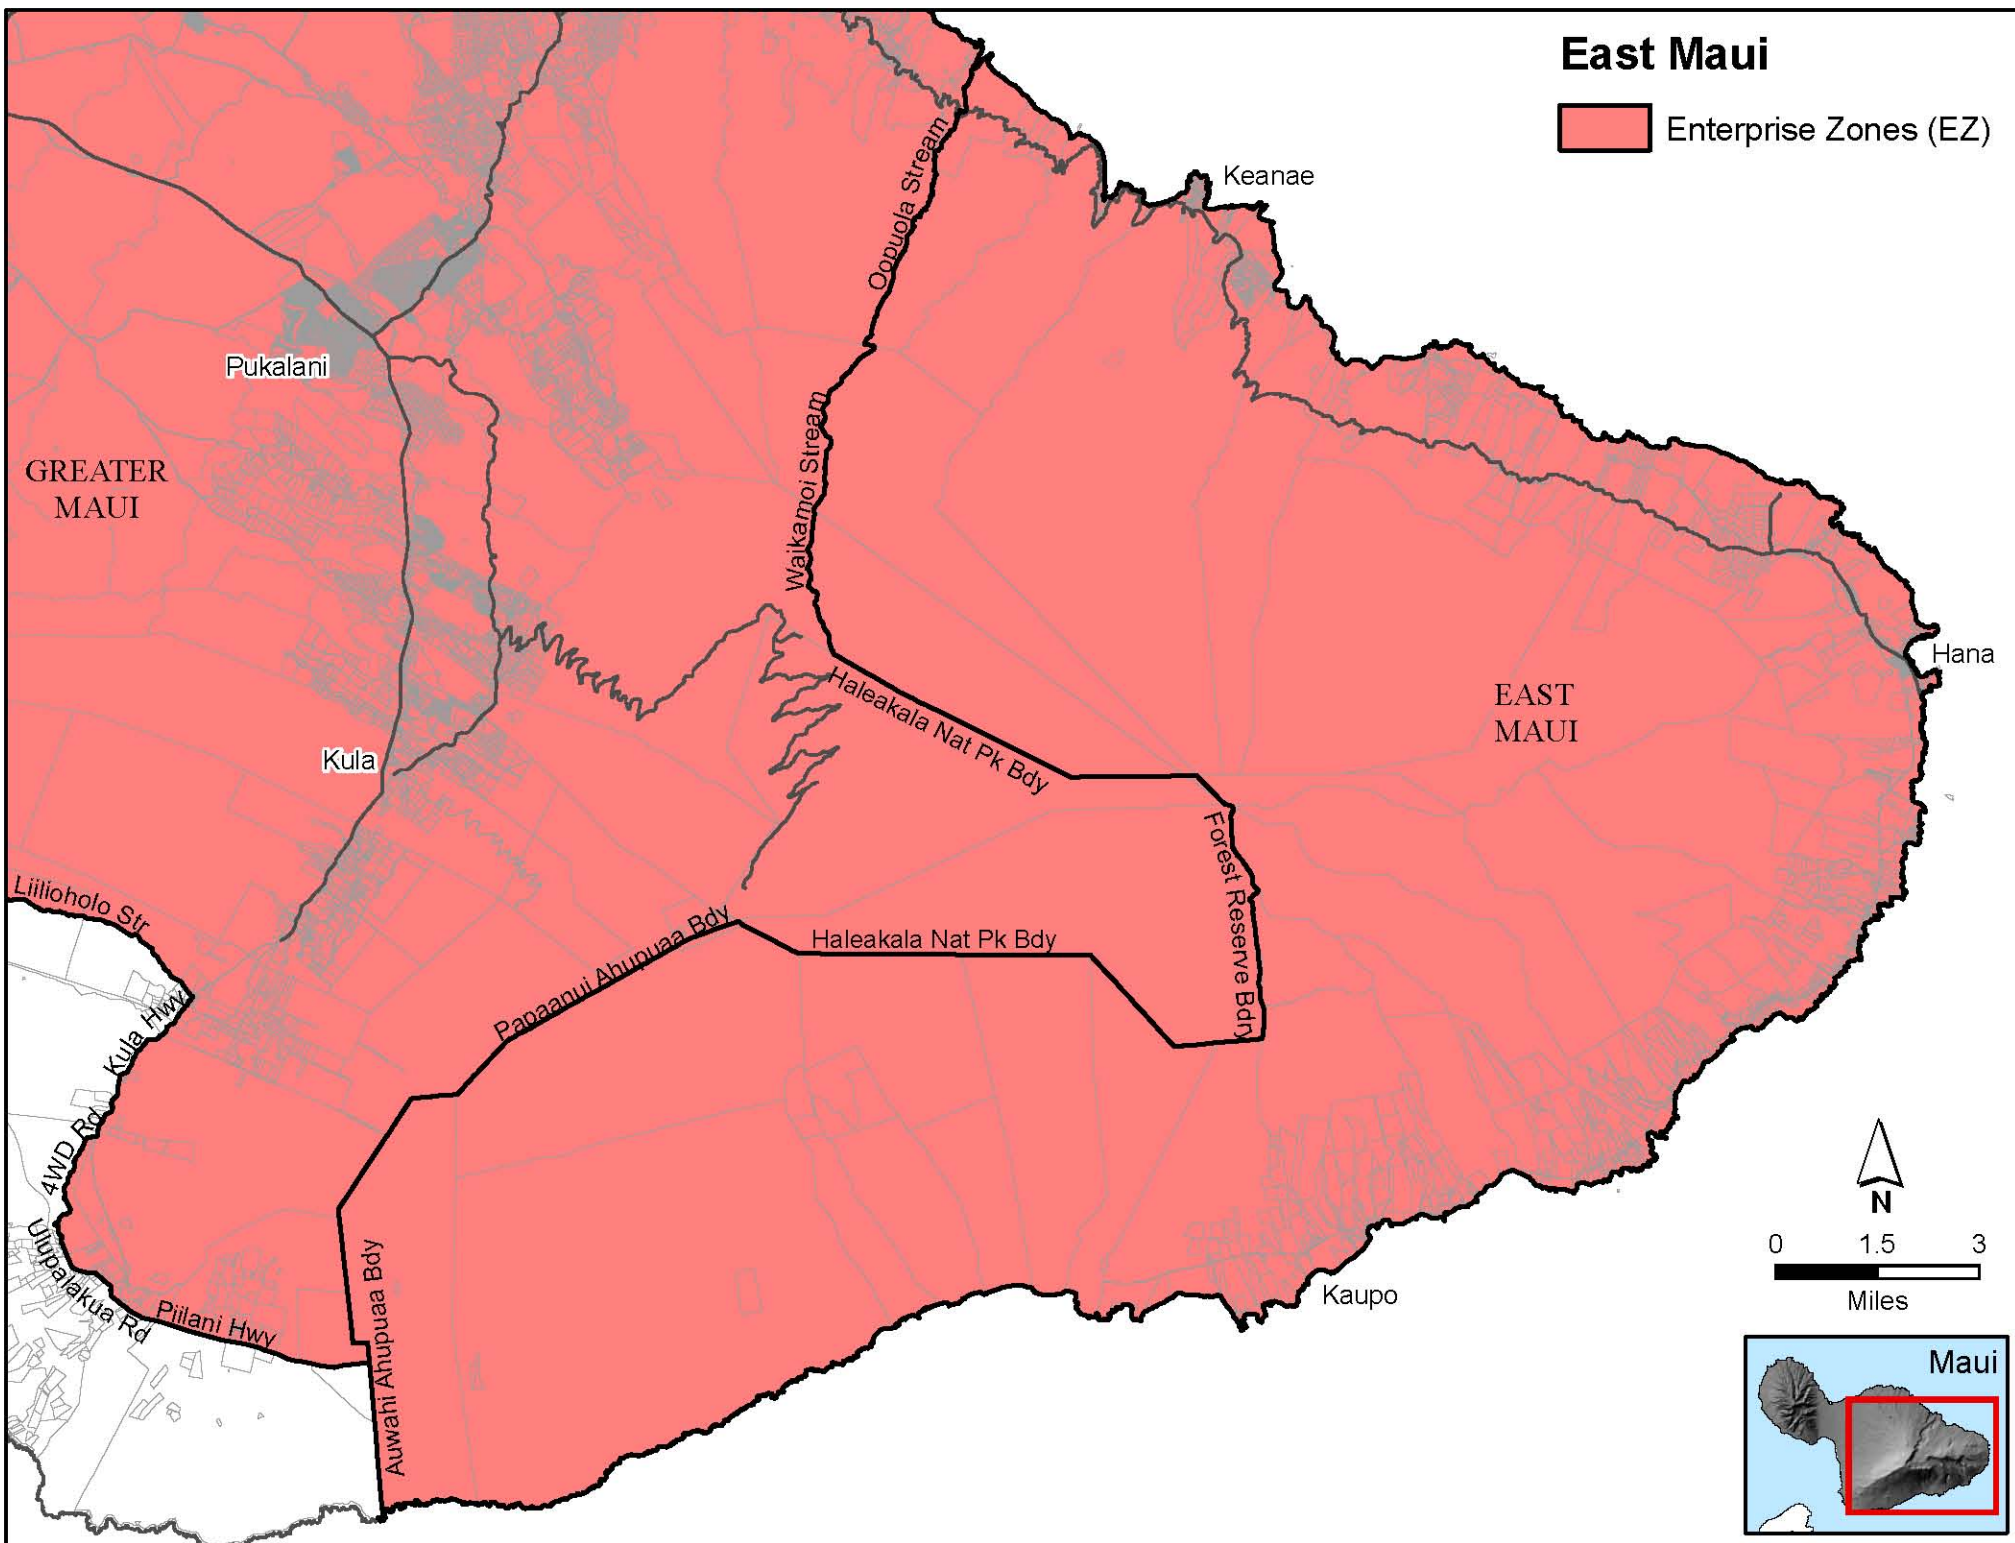 East Maui
Enterprise Zones (EZ)
Keanae
Oopuola Stream
Pukalani
GREATER
MAUI
Waikamoi Stream
Hana
Haleakala Nat Pk Bdy
EAST
MAUI
Kula
Forest Reserve Bdry
Liilioholo Str
Papaanui Ahupuaa Bdy
Haleakala Nat Pk Bdy
Kula Hwy
4WD Rd
Ulupalakua Rd
Piilani Hwy
Auwahi Ahupuaa Bdy
Kaupo
N
0 1.5 3
Miles
Maui